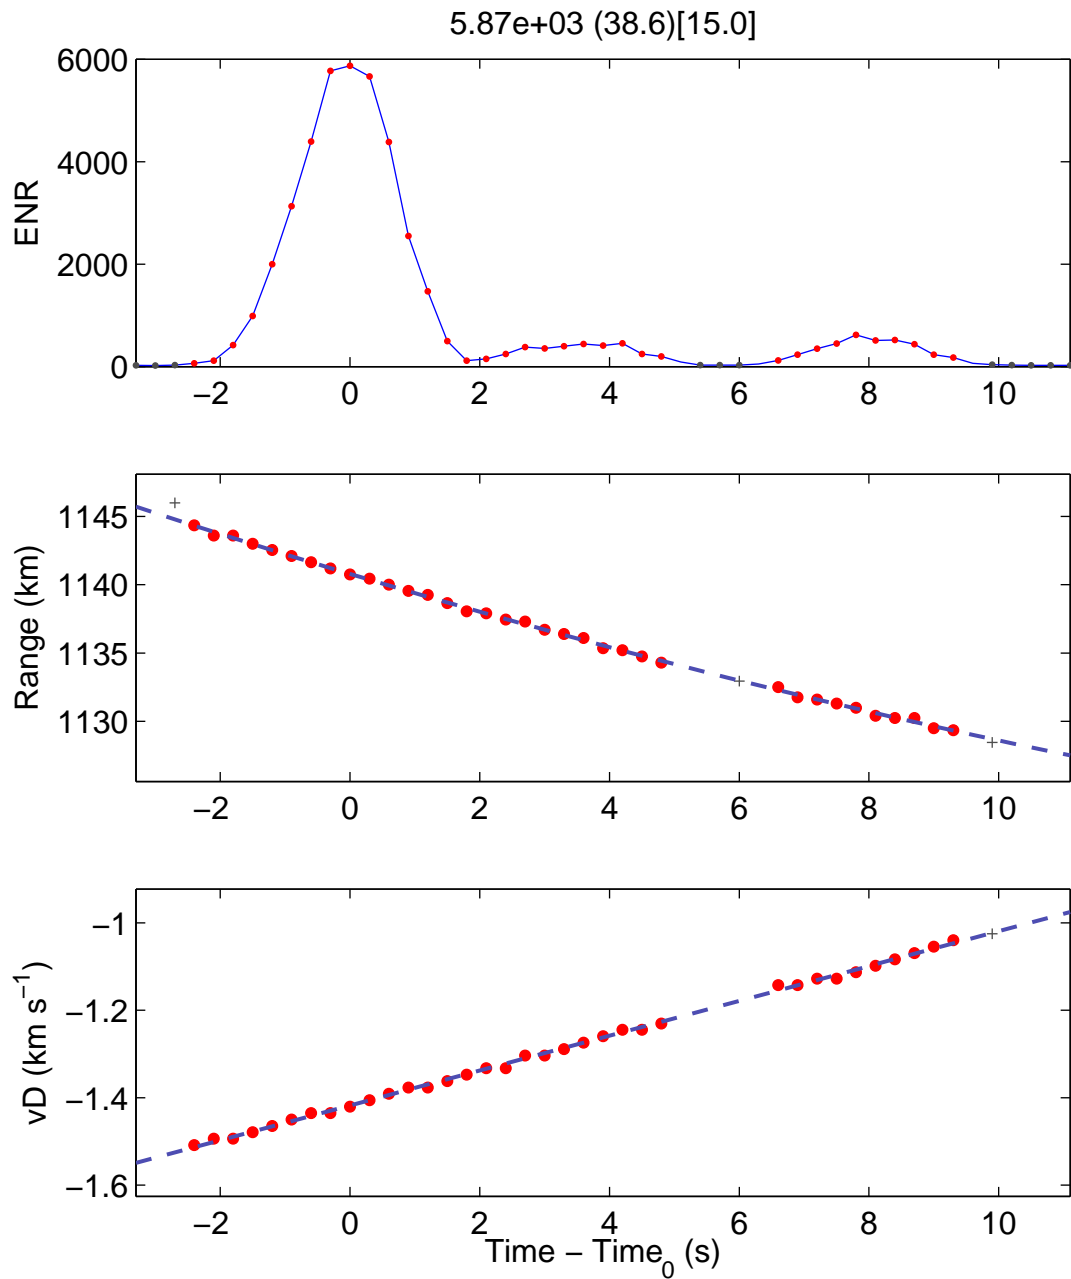 5.87e+03 (38.6)[15.0]
6000
4000
2000
0
ENR
−2 0 2 4 6 8 10
1145
1140
1135
1130
Range (km)
−2 0 2 4 6 8 10
−1
−1.2
−1.4
−1.6
vD (km s⁻¹)
−2 0 2 4 6 8 10
Time − Time₀ (s)